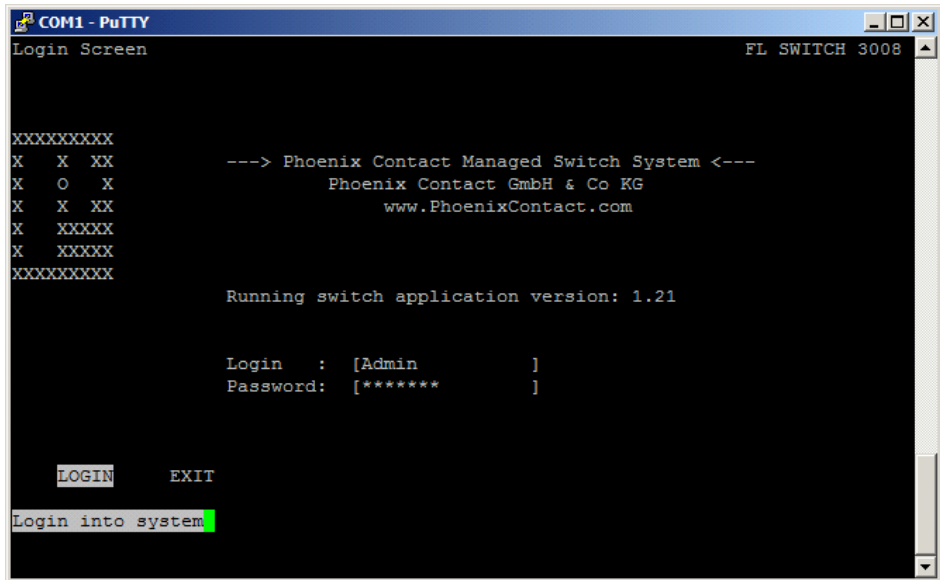 COM1 - PuTTY
Login Screen FL SWITCH 3008
XXXXXXXXX
X   X  XX ---> Phoenix Contact Managed Switch System <---
X   O   X Phoenix Contact GmbH & Co KG
X   X  XX www.PhoenixContact.com
X   XXXXX
X   XXXXX
XXXXXXXXX
Running switch application version: 1.21
Login   :  [Admin            ]
Password:  [*******          ]
LOGIN EXIT
Login into system